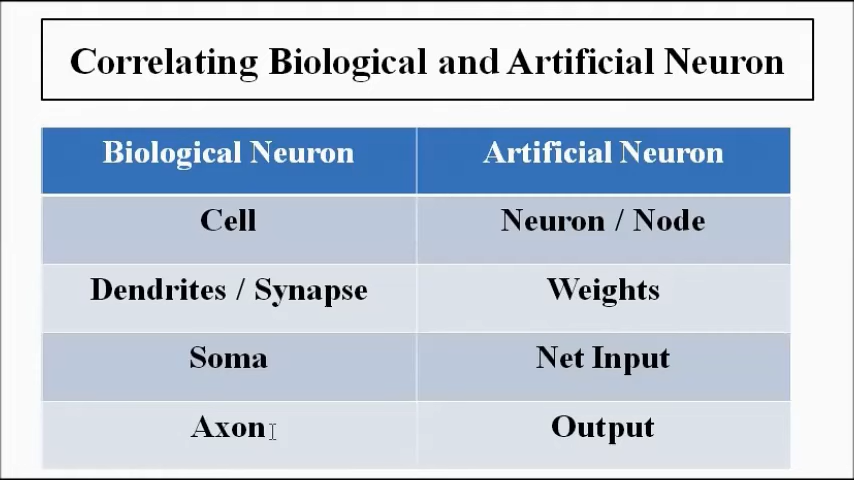 Correlating Biological and Artificial Neuron
Biological Neuron Artificial Neuron
Cell Neuron / Node
Dendrites / Synapse Weights
Soma Net Input
Axon Output